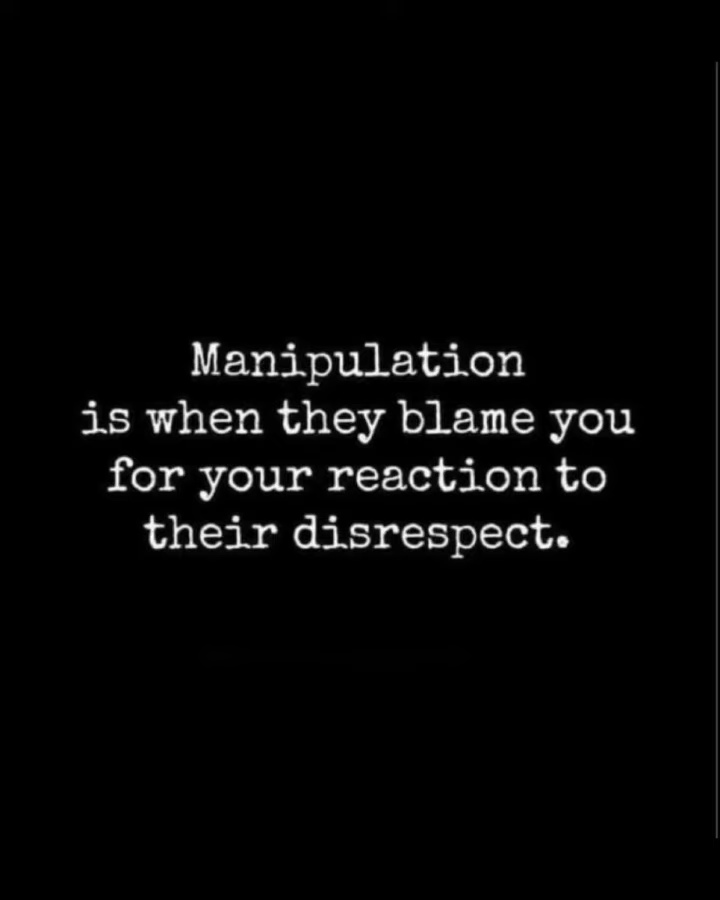 Manipulation
is when they blame you
for your reaction to
their disrespect.